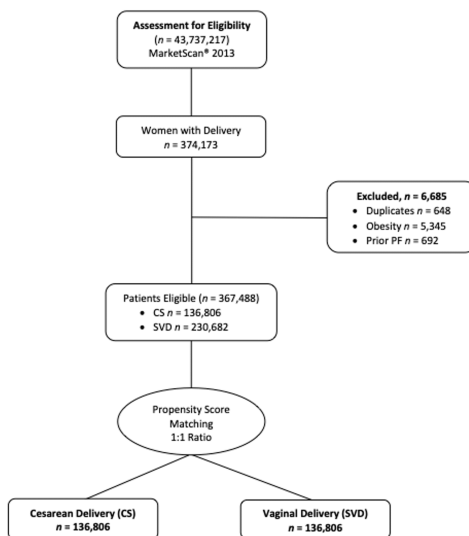 Assessment for Eligibility
(n = 43,737,217)
MarketScan® 2013
Women with Delivery
n = 374,173
Excluded, n = 6,685
• Duplicates n = 648
• Obesity n = 5,345
• Prior PF n = 692
Patients Eligible (n = 367,488)
• CS n = 136,806
• SVD n = 230,682
Propensity Score
Matching
1:1 Ratio
Cesarean Delivery (CS)
n = 136,806
Vaginal Delivery (SVD)
n = 136,806